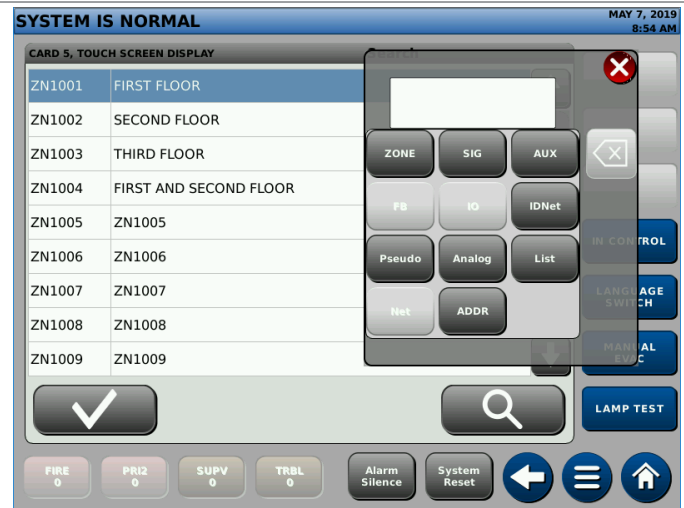 SYSTEM IS NORMAL
MAY 7, 2019
8:54 AM
CARD 5, TOUCH SCREEN DISPLAY
Search
ZN1001 FIRST FLOOR
ZN1002 SECOND FLOOR
ZN1003 THIRD FLOOR
ZN1004 FIRST AND SECOND FLOOR
ZN1005 ZN1005
ZN1006 ZN1006
ZN1007 ZN1007
ZN1008 ZN1008
ZN1009 ZN1009
ZONE SIG AUX
FB IO IDNet
Pseudo Analog List
Net ADDR
IN CONTROL
LANGUAGE
SWITCH
MANUAL
EVAC
LAMP TEST
FIRE
0
PRI2
0
SUPV
0
TRBL
0
Alarm
Silence
System
Reset